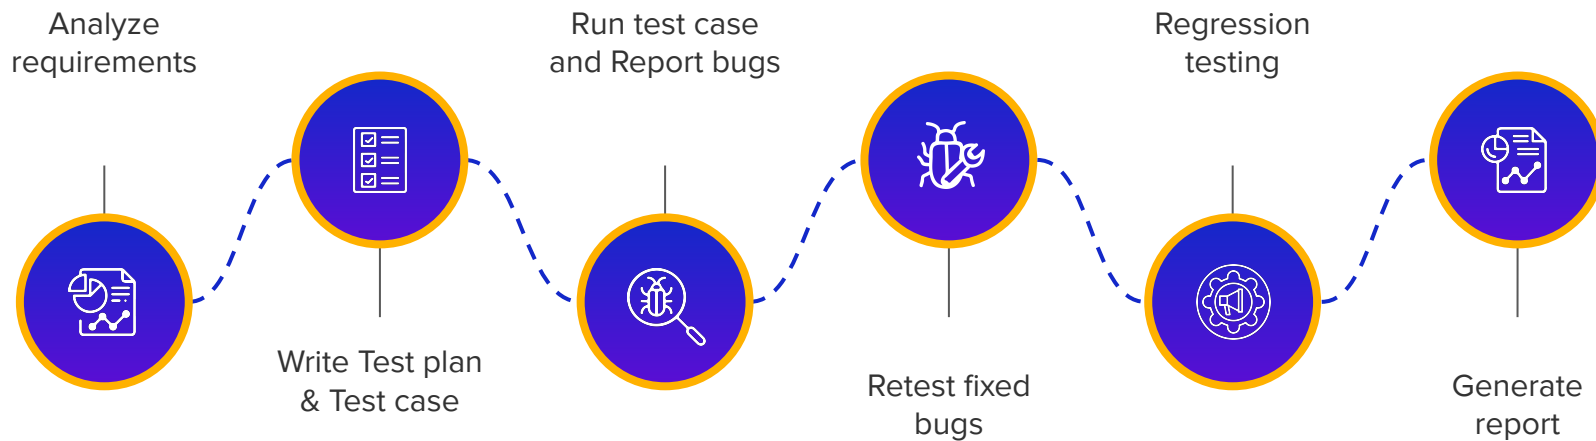 Analyze
requirements
Write Test plan
& Test case
Run test case
and Report bugs
Retest fixed
bugs
Regression
testing
Generate
report